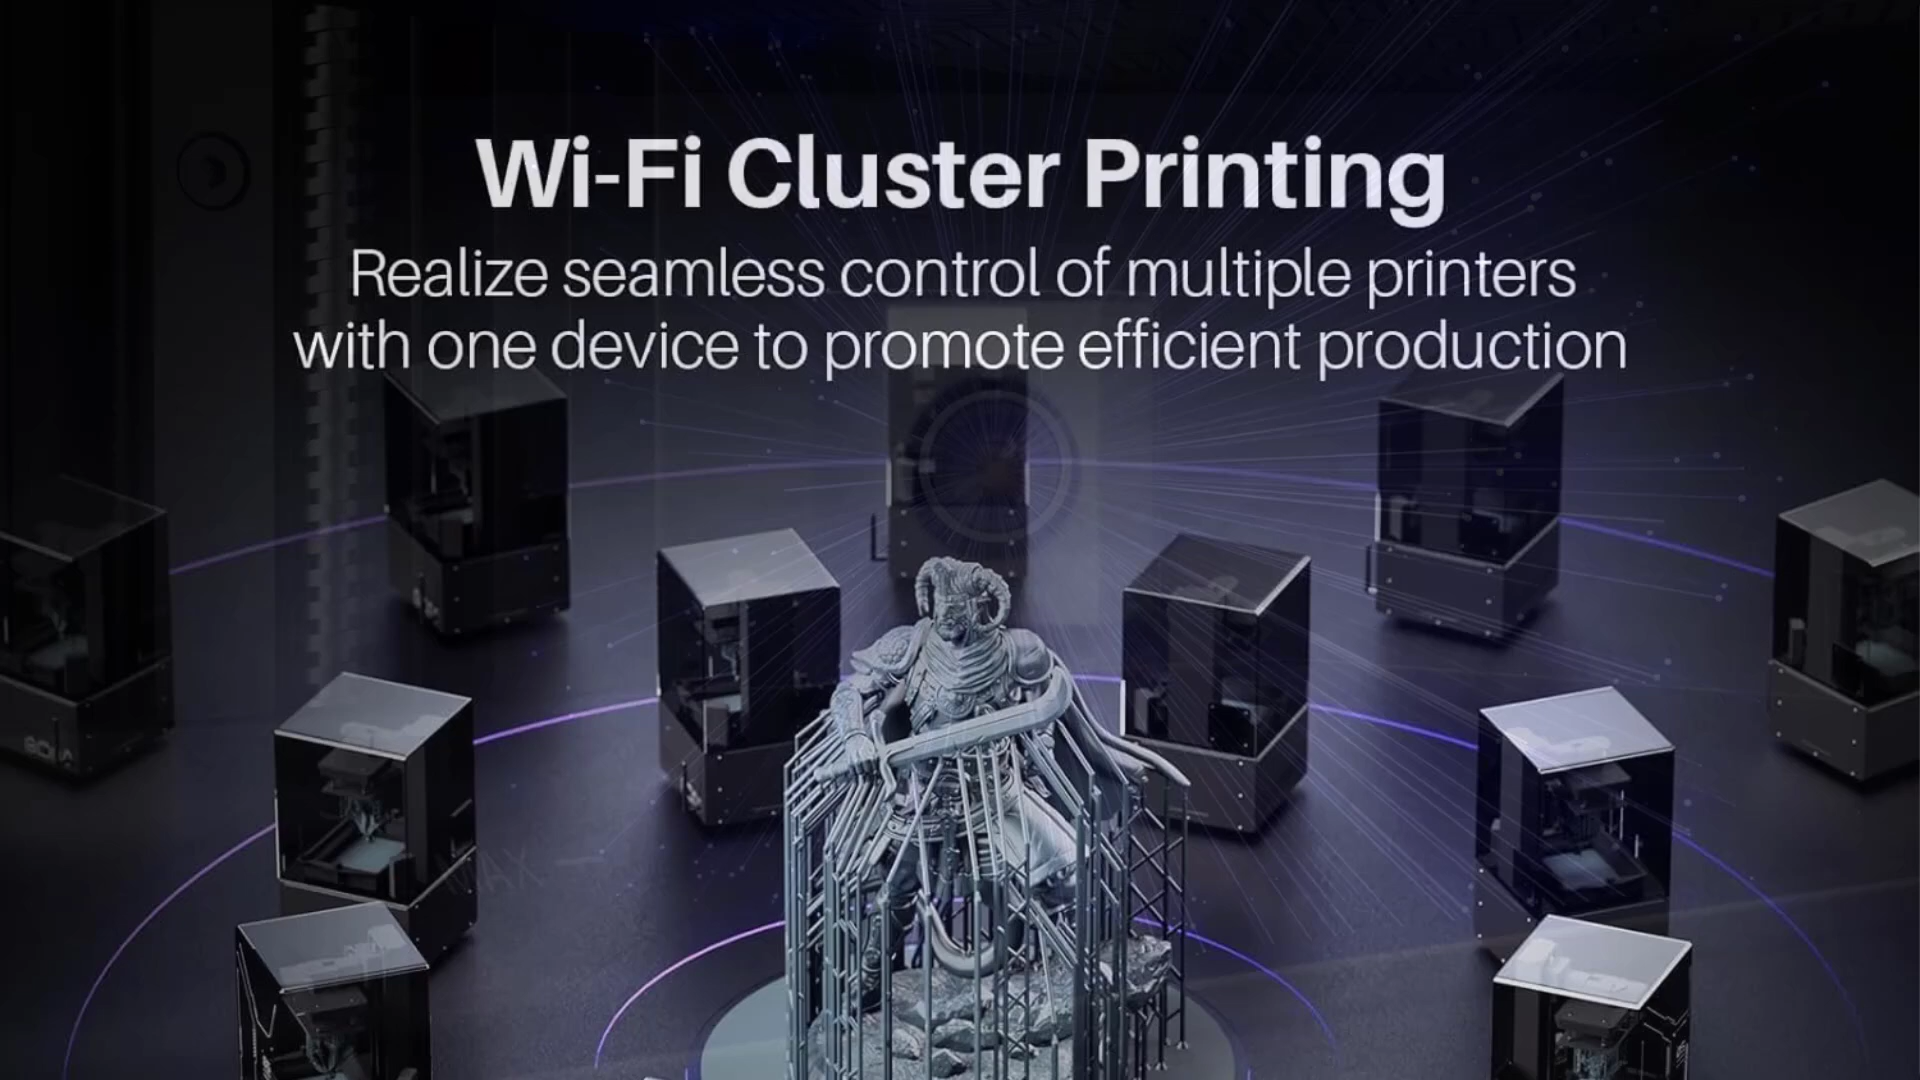 Wi-Fi Cluster Printing
Realize seamless control of multiple printers
with one device to promote efficient production